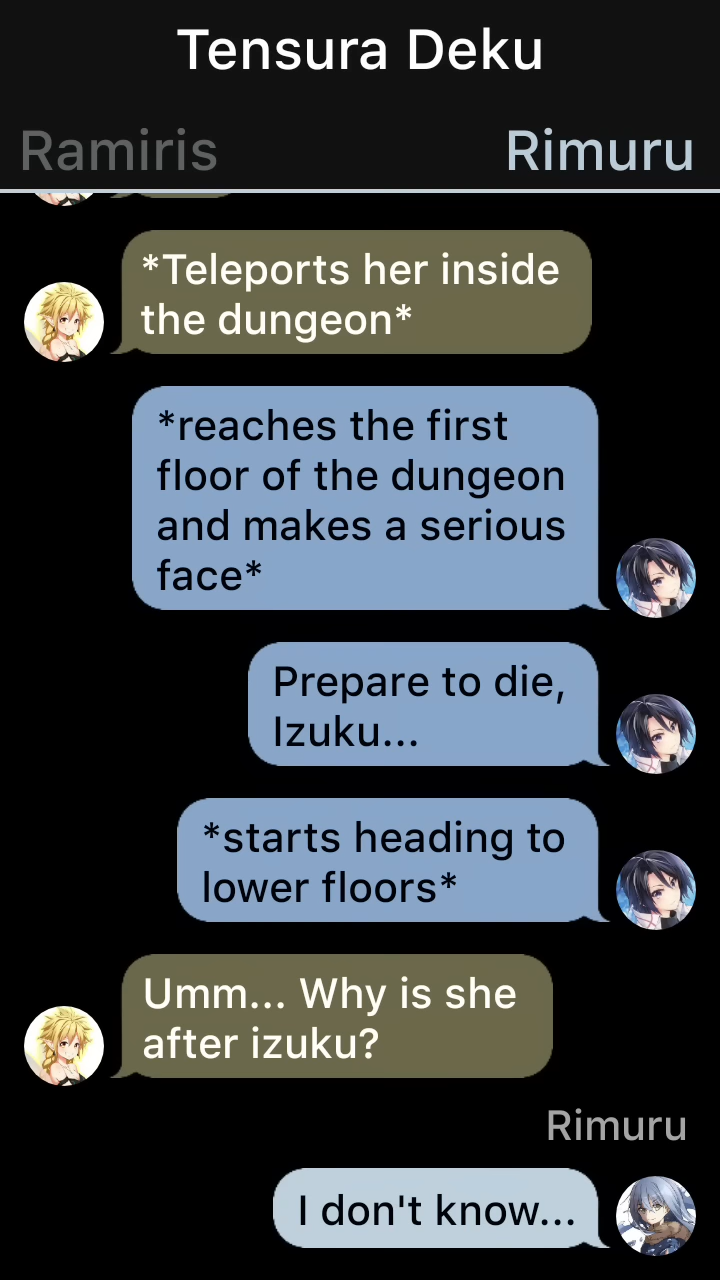 Tensura Deku
Ramiris
Rimuru
*Teleports her inside
the dungeon*
*reaches the first
floor of the dungeon
and makes a serious
face*
Prepare to die,
Izuku...
*starts heading to
lower floors*
Umm... Why is she
after izuku?
Rimuru
I don't know...